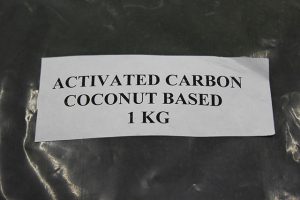 ACTIVATED CARBON
COCONUT BASED
1 KG